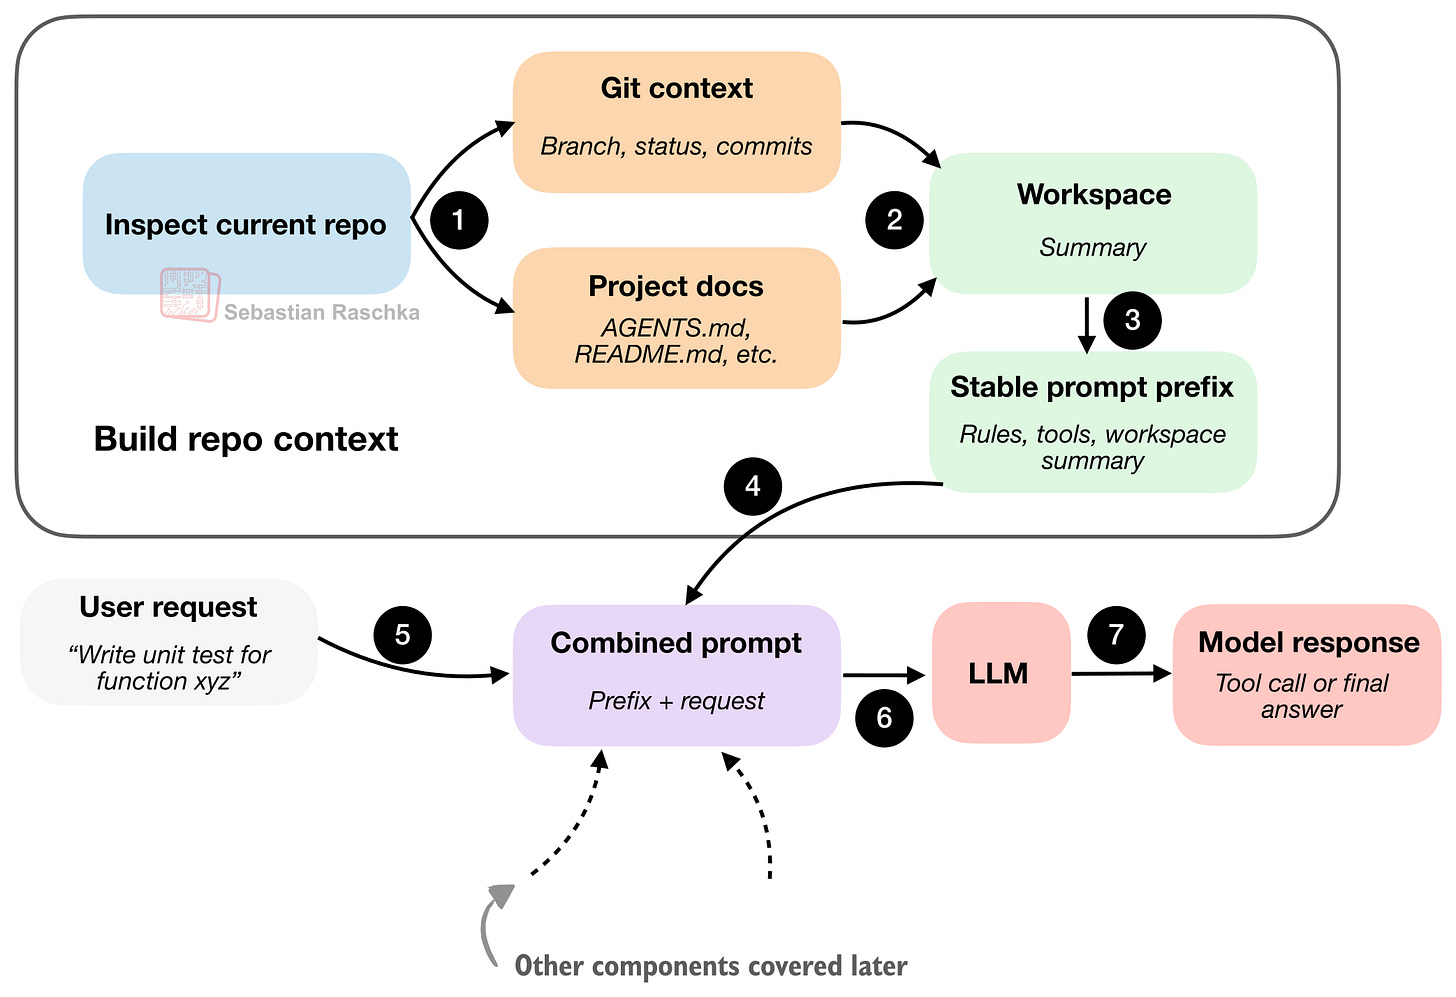 Git context
Branch, status, commits
Inspect current repo
1
2
Workspace
Summary
Project docs
AGENTS.md,
README.md, etc.
Sebastian Raschka
3
Stable prompt prefix
Rules, tools, workspace
summary
Build repo context
4
User request
“Write unit test for
function xyz”
5
Combined prompt
Prefix + request
6
LLM
7
Model response
Tool call or final
answer
Other components covered later